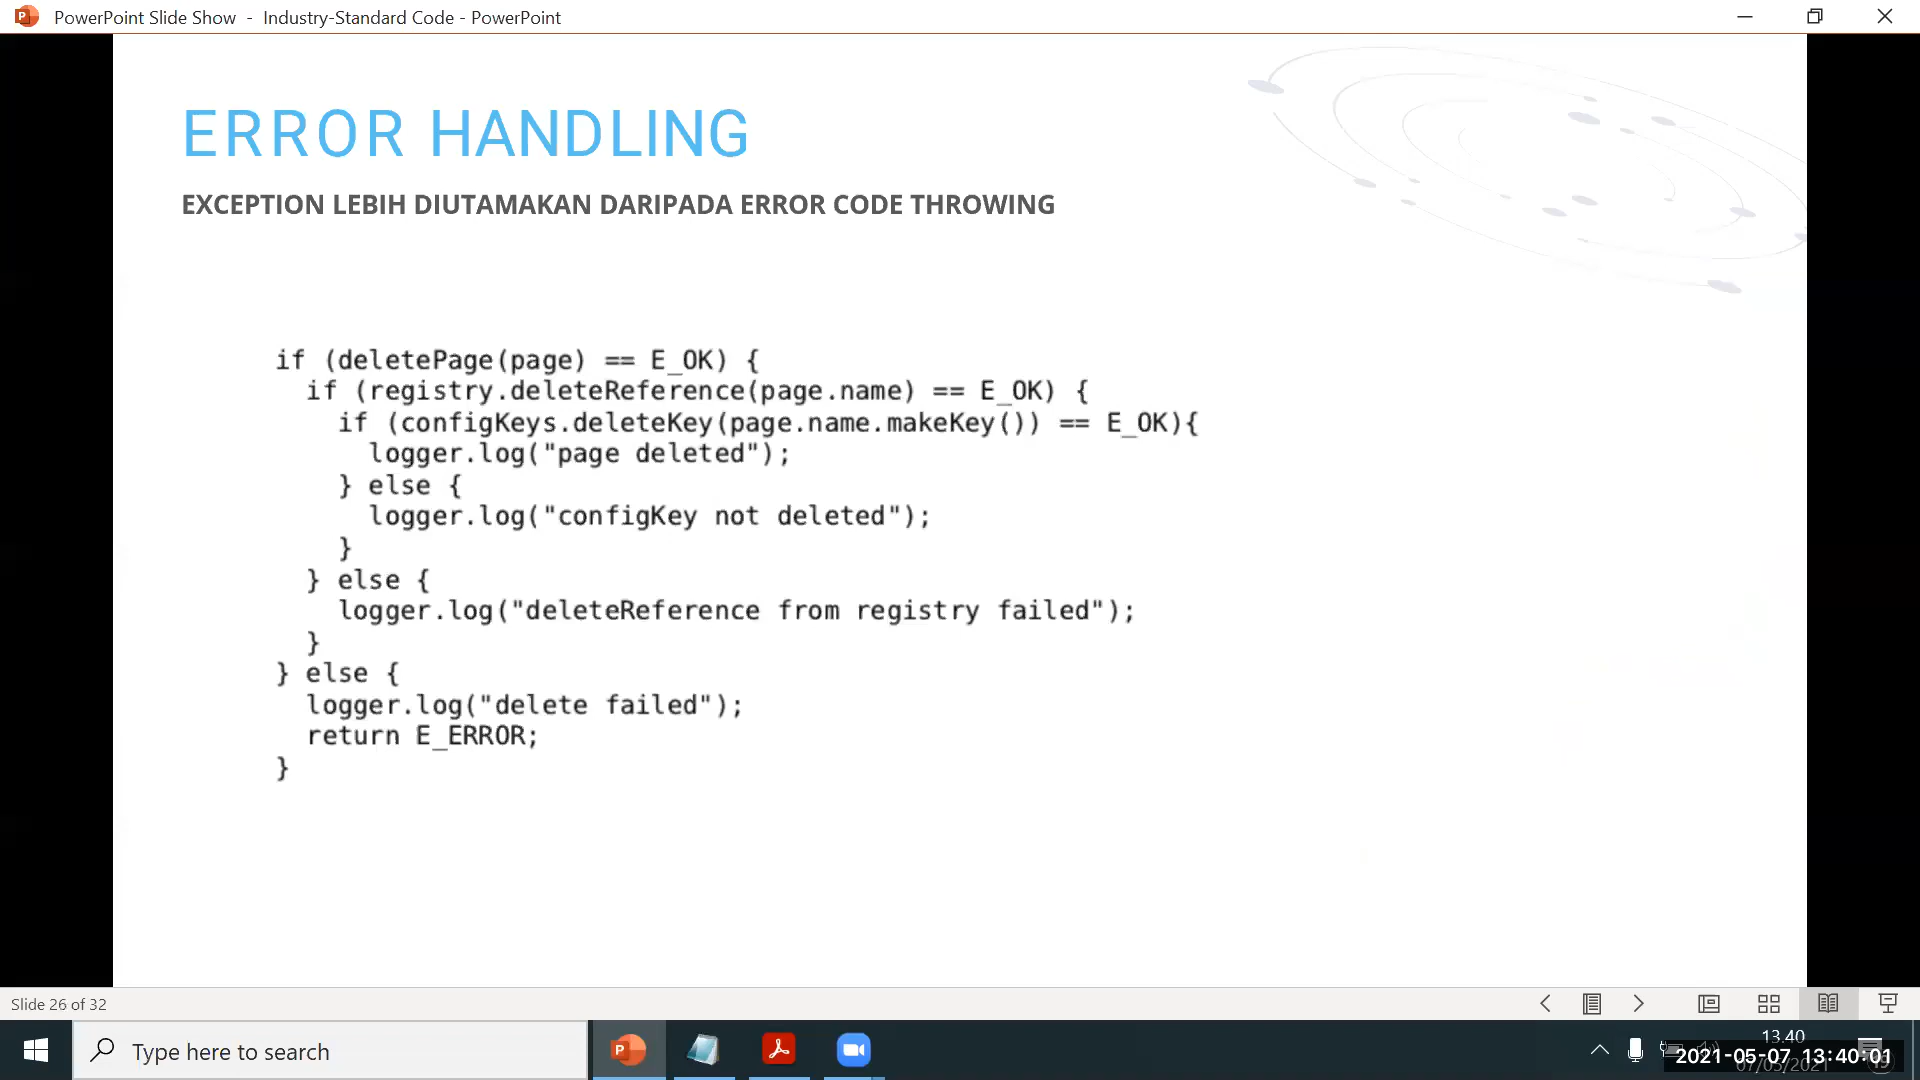 PowerPoint Slide Show - Industry-Standard Code - PowerPoint
ERROR HANDLING
EXCEPTION LEBIH DIUTAMAKAN DARIPADA ERROR CODE THROWING
if (deletePage(page) == E_OK) {
  if (registry.deleteReference(page.name) == E_OK) {
    if (configKeys.deleteKey(page.name.makeKey()) == E_OK){
      logger.log("page deleted");
    } else {
      logger.log("configKey not deleted");
    }
  } else {
    logger.log("deleteReference from registry failed");
  }
} else {
  logger.log("delete failed");
  return E_ERROR;
}
Slide 26 of 32
Type here to search
13.40
2021-05-07 13:40:01